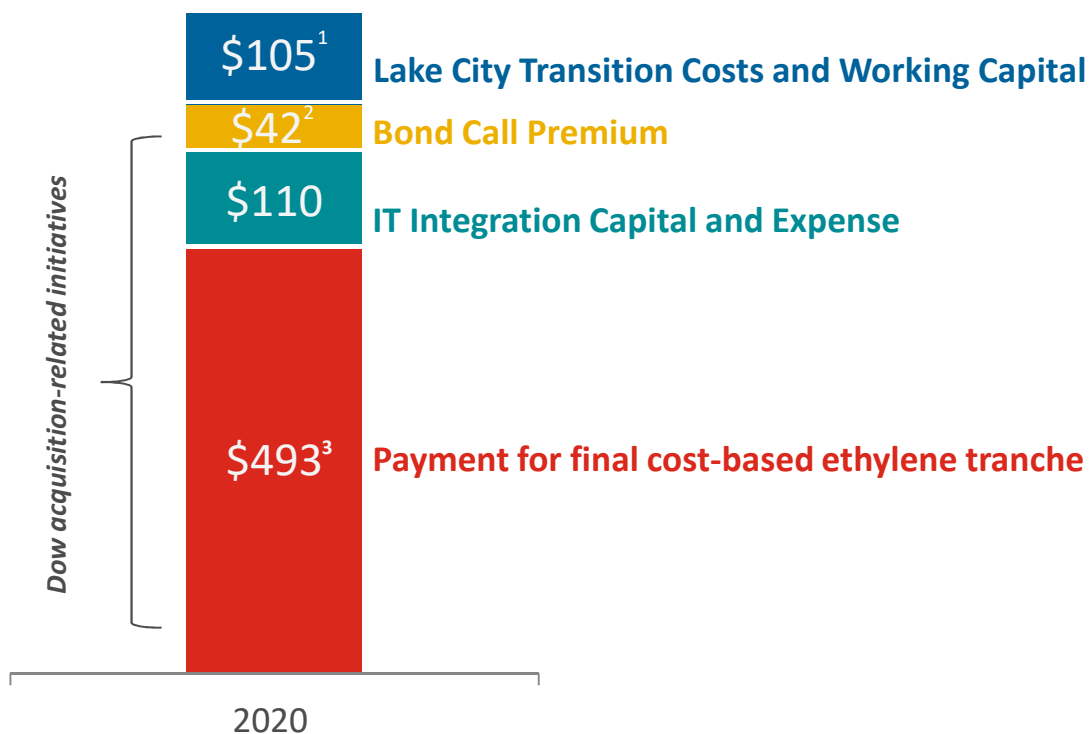 $105¹ Lake City Transition Costs and Working Capital
$42² Bond Call Premium
$110 IT Integration Capital and Expense
$493³ Payment for final cost-based ethylene tranche
Dow acquisition-related initiatives
2020